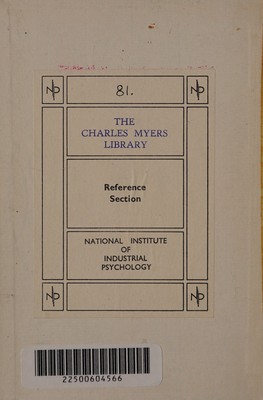 81.
THE
CHARLES MYERS
LIBRARY
Reference
Section
NATIONAL INSTITUTE
OF
INDUSTRIAL
PSYCHOLOGY
22500604566